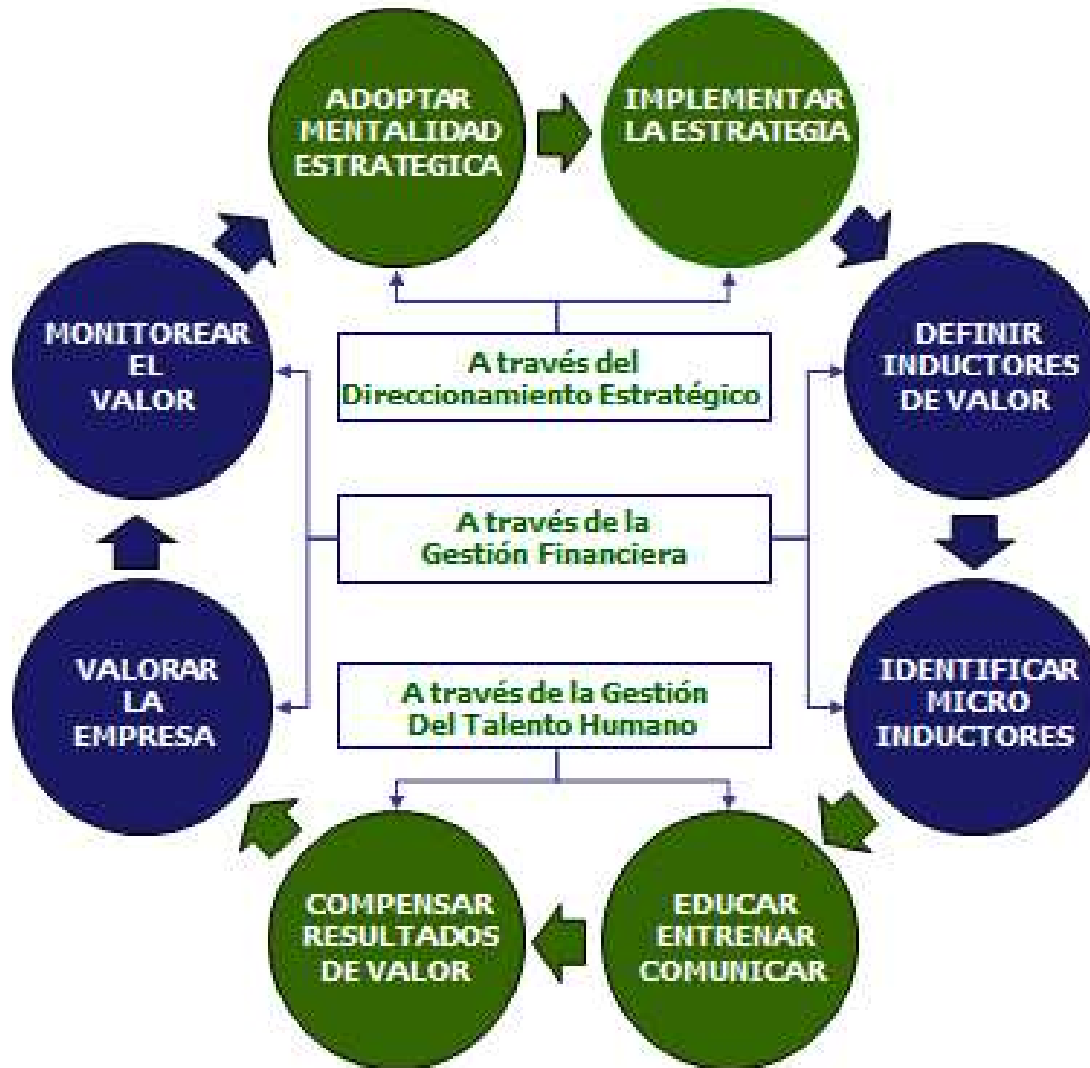 ADOPTAR
MENTALIDAD
ESTRATEGICA
IMPLEMENTAR
LA ESTRATEGIA
DEFINIR
INDUCTORES
DE VALOR
IDENTIFICAR
MICRO
INDUCTORES
EDUCAR
ENTRENAR
COMUNICAR
COMPENSAR
RESULTADOS
DE VALOR
VALORAR
LA
EMPRESA
MONITOREAR
EL
VALOR
A través del
Direccionamiento Estratégico
A través de la
Gestión Financiera
A través de la Gestión
Del Talento Humano